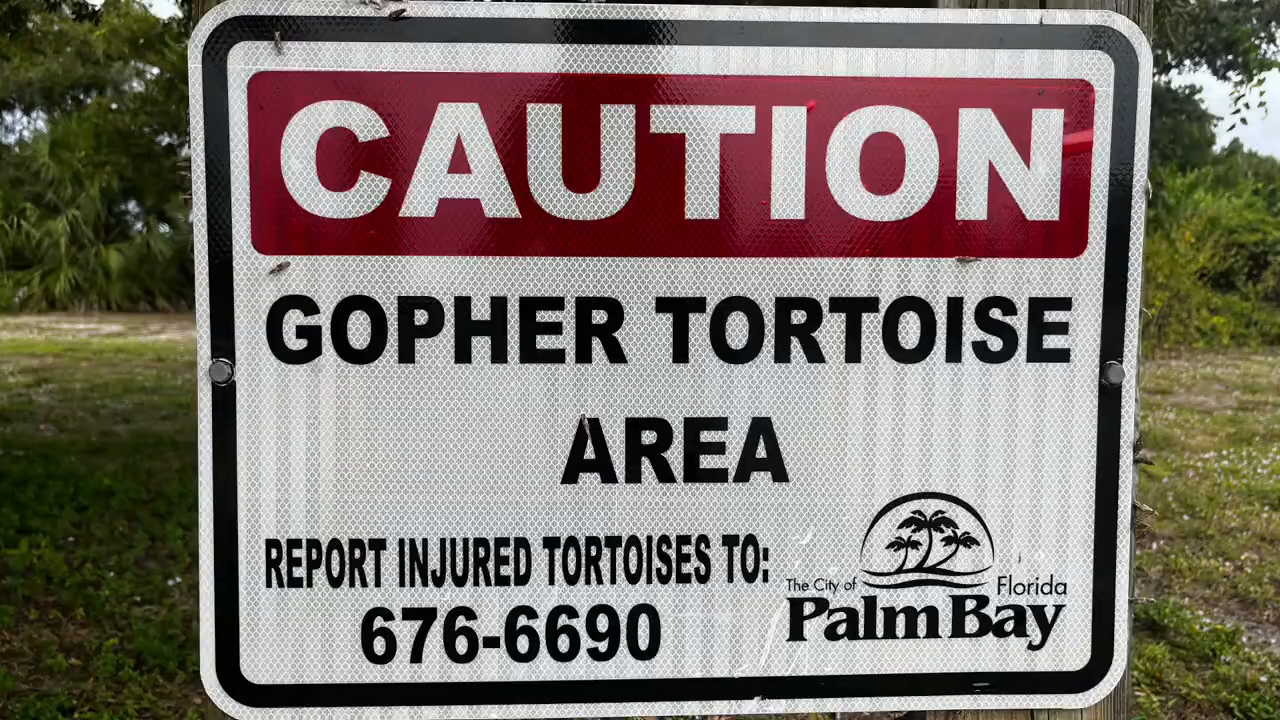 CAUTION
GOPHER TORTOISE
AREA
REPORT INJURED TORTOISES TO:
676-6690
The City of
Florida
Palm Bay